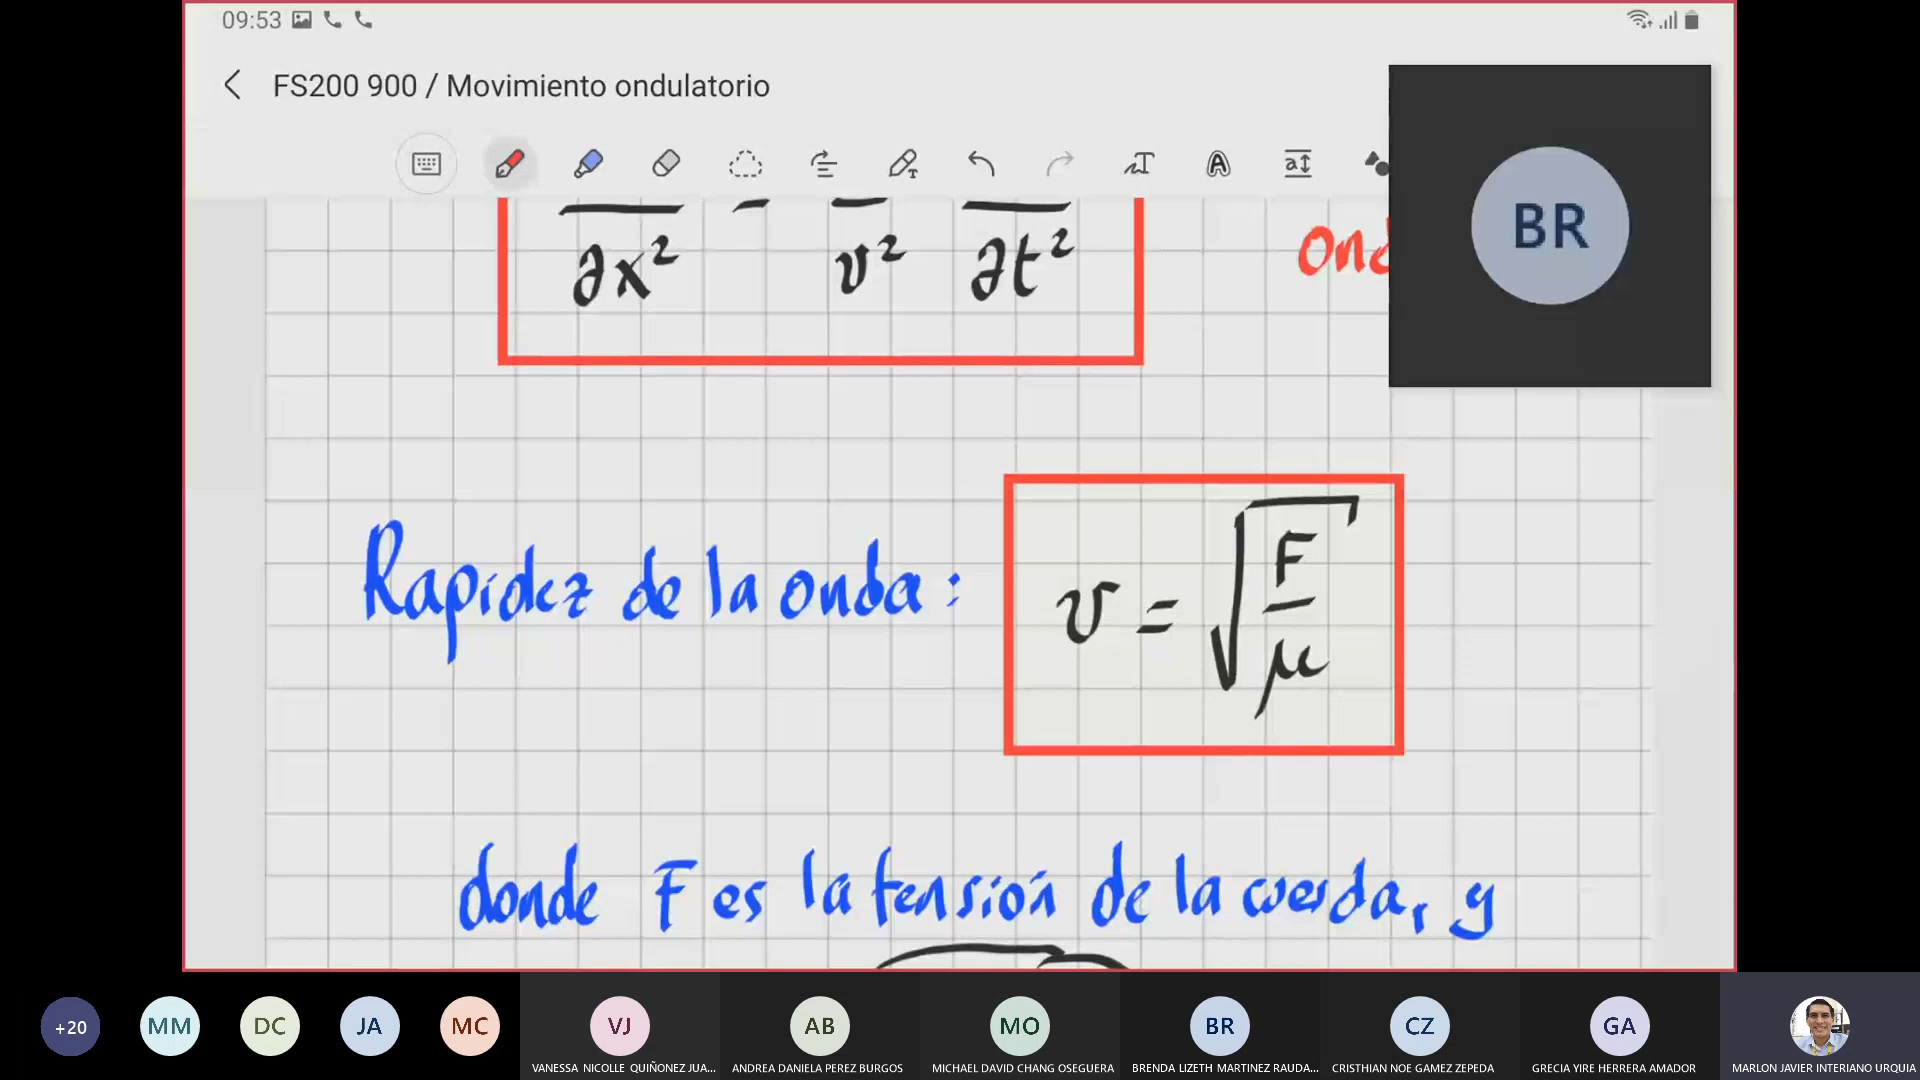 09:53
FS200 900 / Movimiento ondulatorio
BR
∂x² = v² ∂t²
Rapidez de la onda: v = √(F/μ)
donde F es la tensión de la cuerda, y
+20 MM DC JA MC VJ AB MO BR CZ GA
VANESSA NICOLLE QUIÑONEZ JUA... ANDREA DANIELA PEREZ BURGOS MICHAEL DAVID CHANG OSEGUERA BRENDA LIZETH MARTINEZ RAUDA... CRISTHIAN NOE GAMEZ ZEPEDA GRECIA YIRE HERRERA AMADOR MARLON JAVIER INTERIANO URQUIA